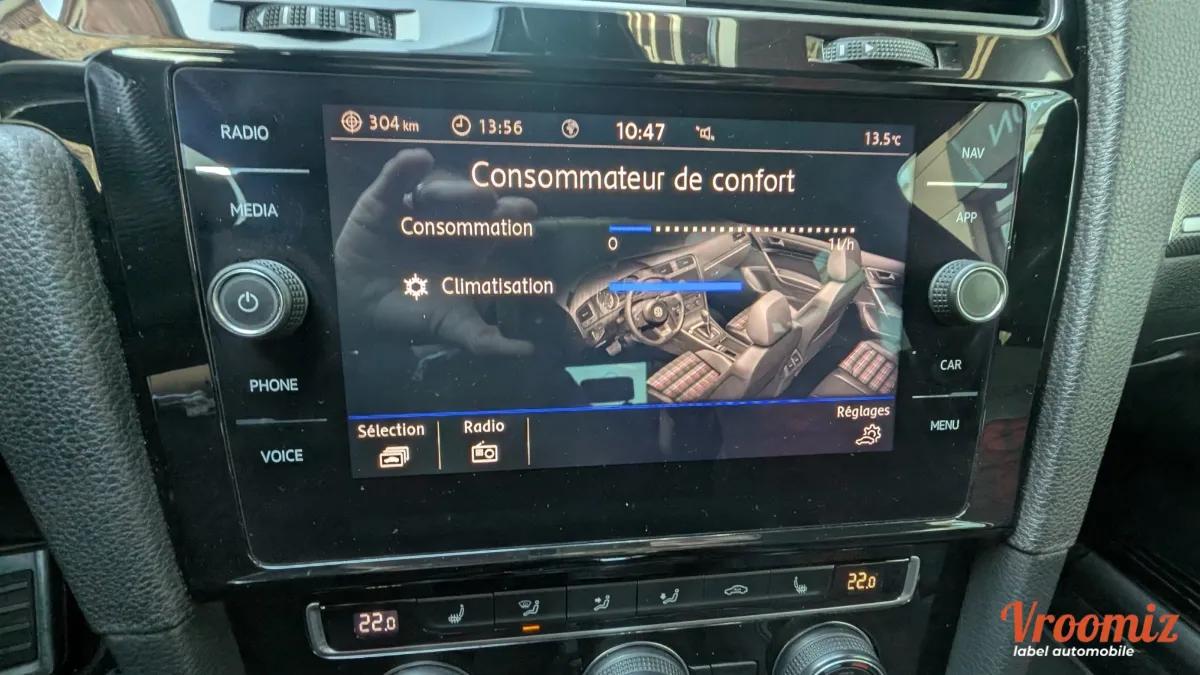 RADIO
MEDIA
PHONE
VOICE
304 km
13:56
10:47
13.5°C
Consommateur de confort
Consommation
0
1 l/h
Climatisation
Sélection
Radio
Réglages
NAV
APP
CAR
MENU
22.0
22.0
Vroomiz
label automobile